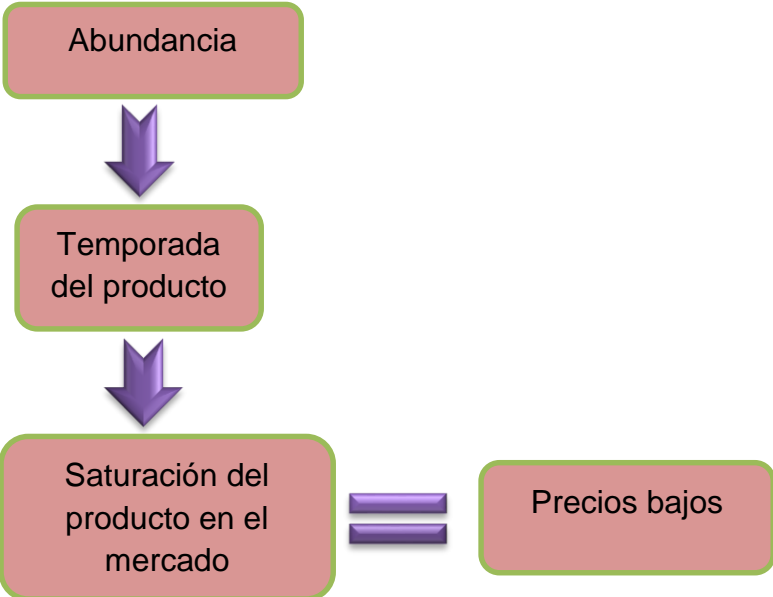 Abundancia
Temporada
del producto
Saturación del
producto en el
mercado
Precios bajos